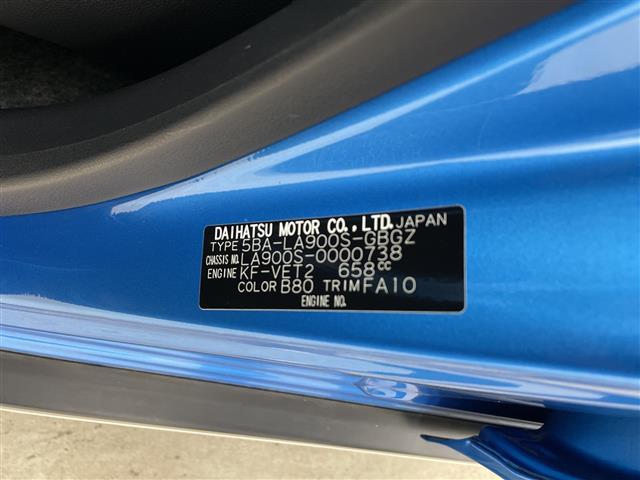 DAIHATSU MOTOR CO., LTD. JAPAN
TYPE 5BA-LA900S-GBGZ
CHASSIS NO. LA900S-0000738
ENGINE KF-VET2 658cc
COLOR B80 TRIM FA10
ENGINE NO.